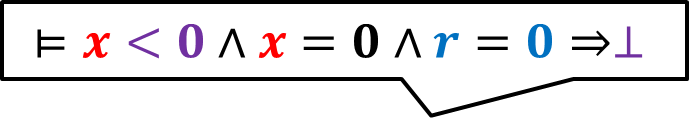 ⊨ x < 0 ∧ x = 0 ∧ r = 0 ⇒⊥